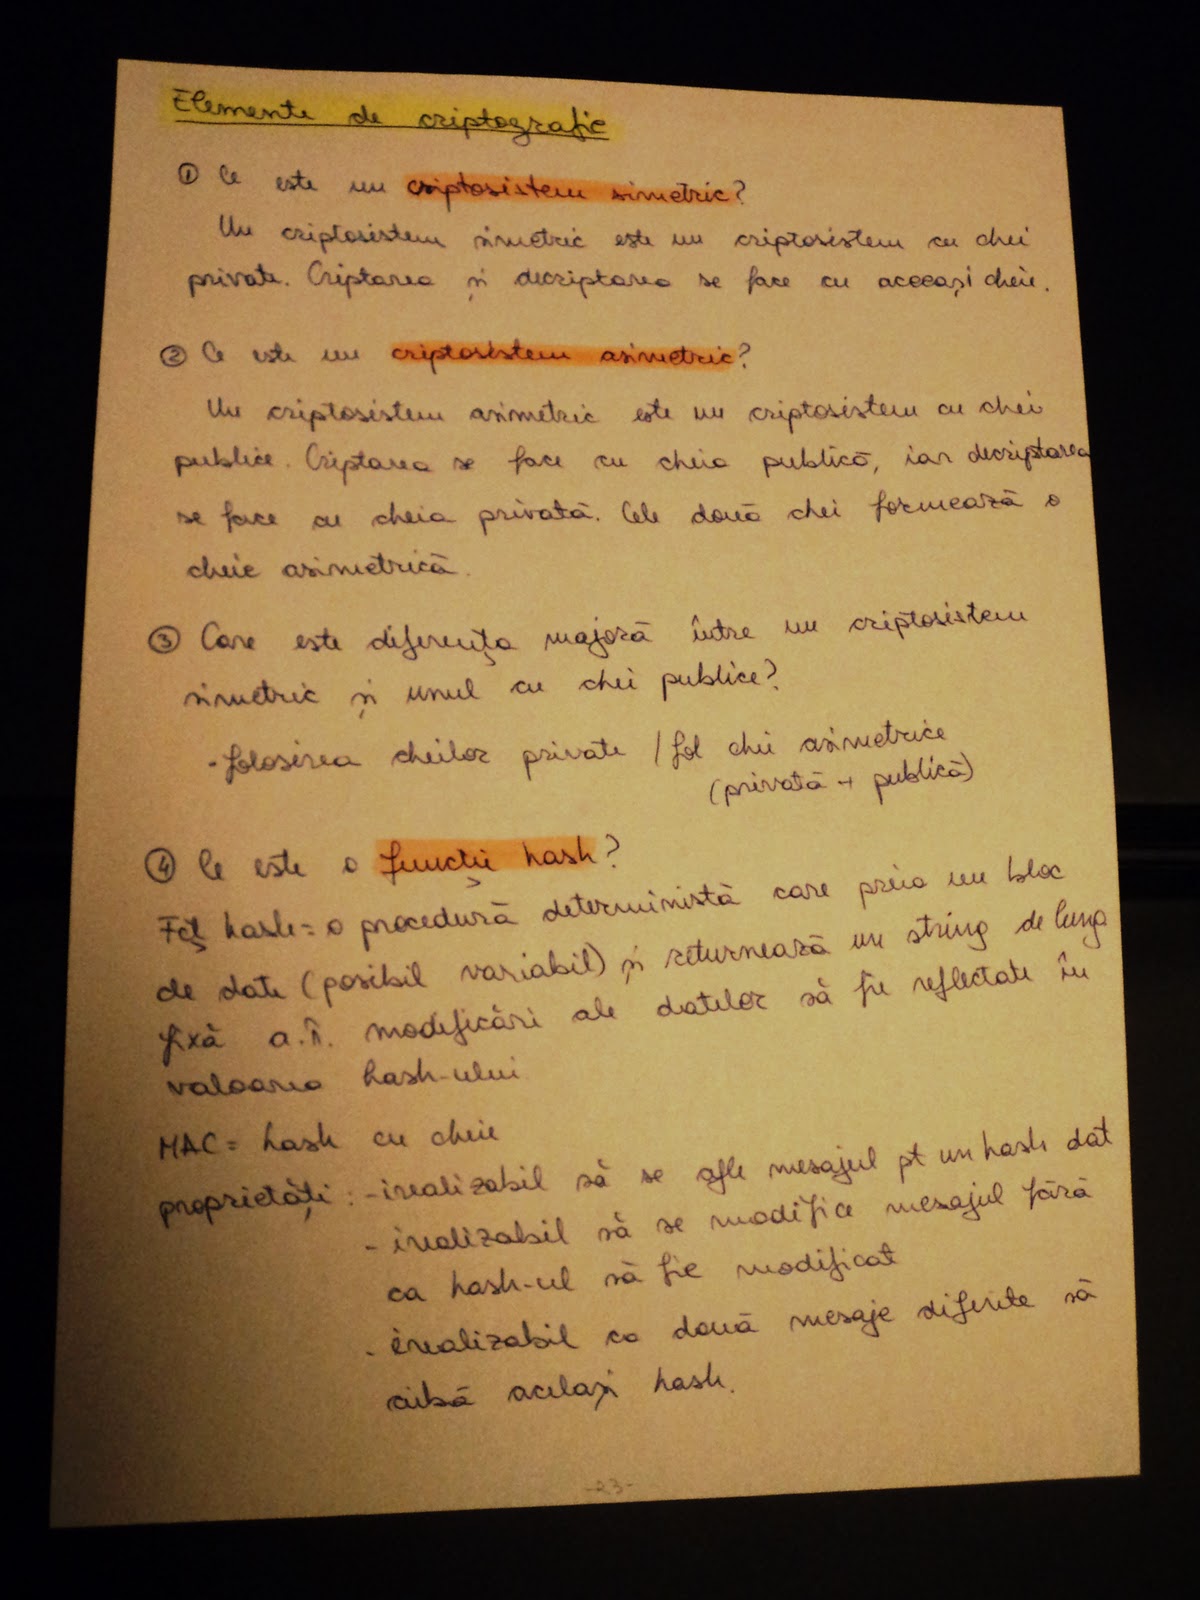 Elemente de criptografie
① Ce este un criptosistem simetric?
Un criptosistem simetric este un criptosistem cu chei
private. Criptarea și decriptarea se face cu aceeași cheie.
② Ce este un criptosistem asimetric?
Un criptosistem asimetric este un criptosistem cu chei
publice. Criptarea se face cu cheia publică, iar decriptarea
se face cu cheia privată. Cele două chei formează o
cheie asimetrică.
③ Care este diferența majoră între un criptosistem
simetric și unul cu chei publice?
- folosirea cheilor private / fol chei asimetrice
(privată + publică)
④ Ce este o funcție hash?
Fcț hash = o procedură deterministă care preia un bloc
de date (posibil variabil) și returnează un string de lung
fixă a.î. modificări ale datelor să fie reflectate în
valoarea hash-ului
MAC = hash cu cheie
proprietăți: - irealizabil să se afle mesajul pt un hash dat
- irealizabil să se modifice mesajul fără
ca hash-ul să fie modificat
- irealizabil ca două mesaje diferite să
aibă același hash.
-23-